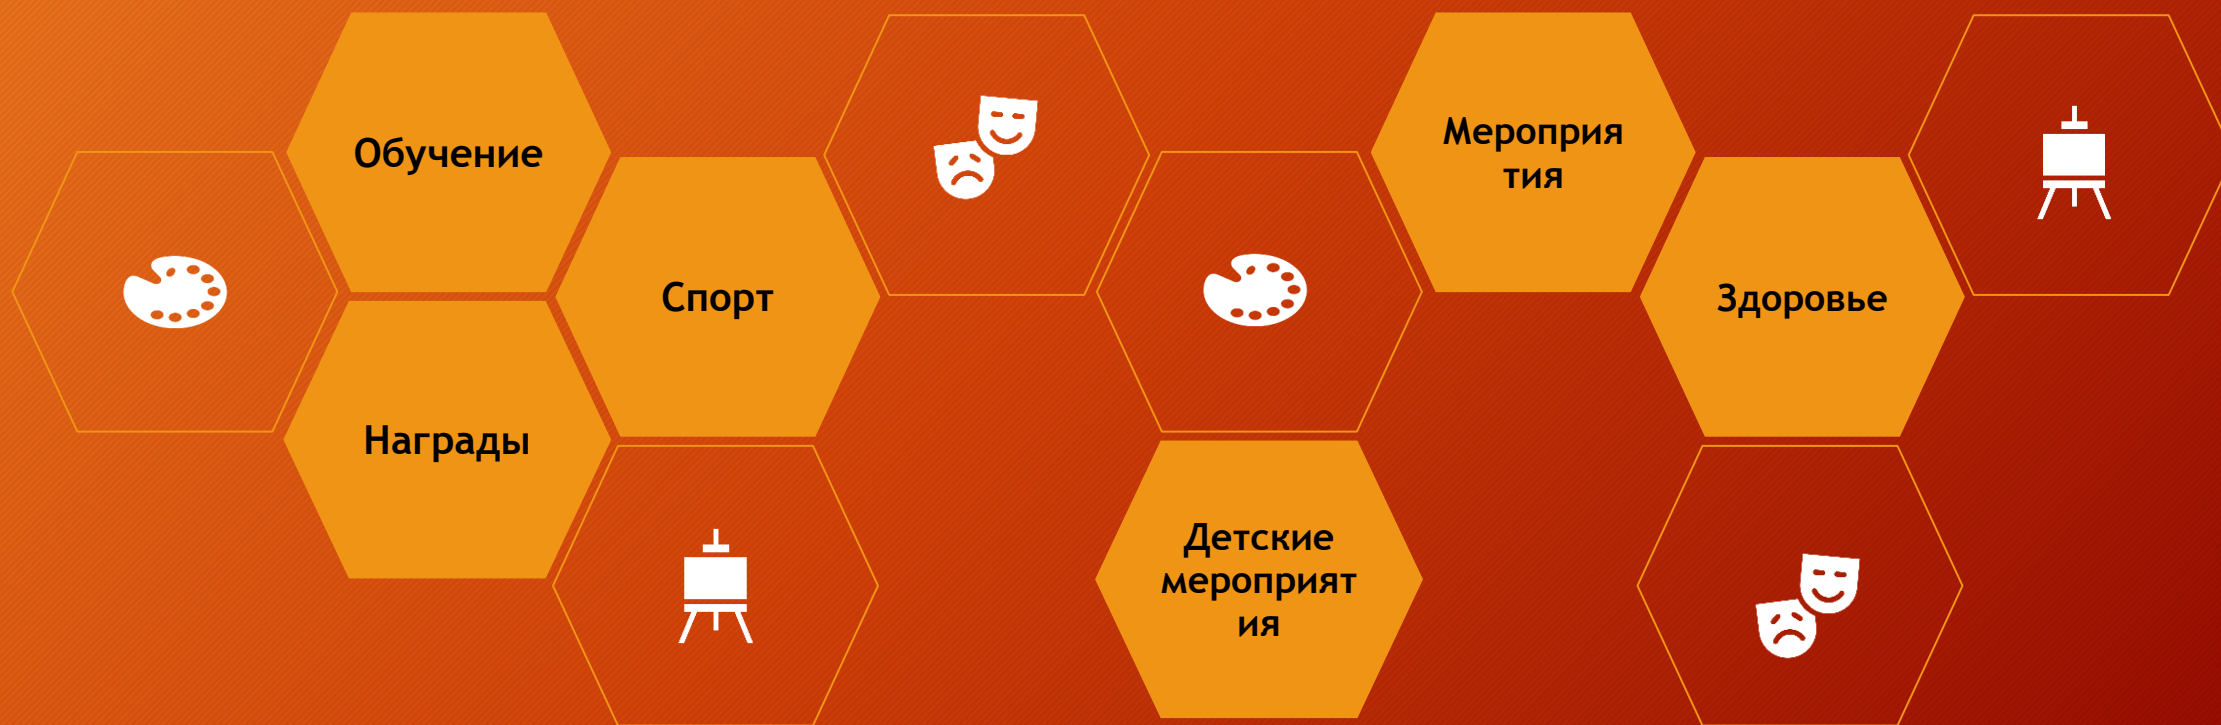 Обучение
Спорт
Награды
Мероприя
тия
Здоровье
Детские
мероприят
ия